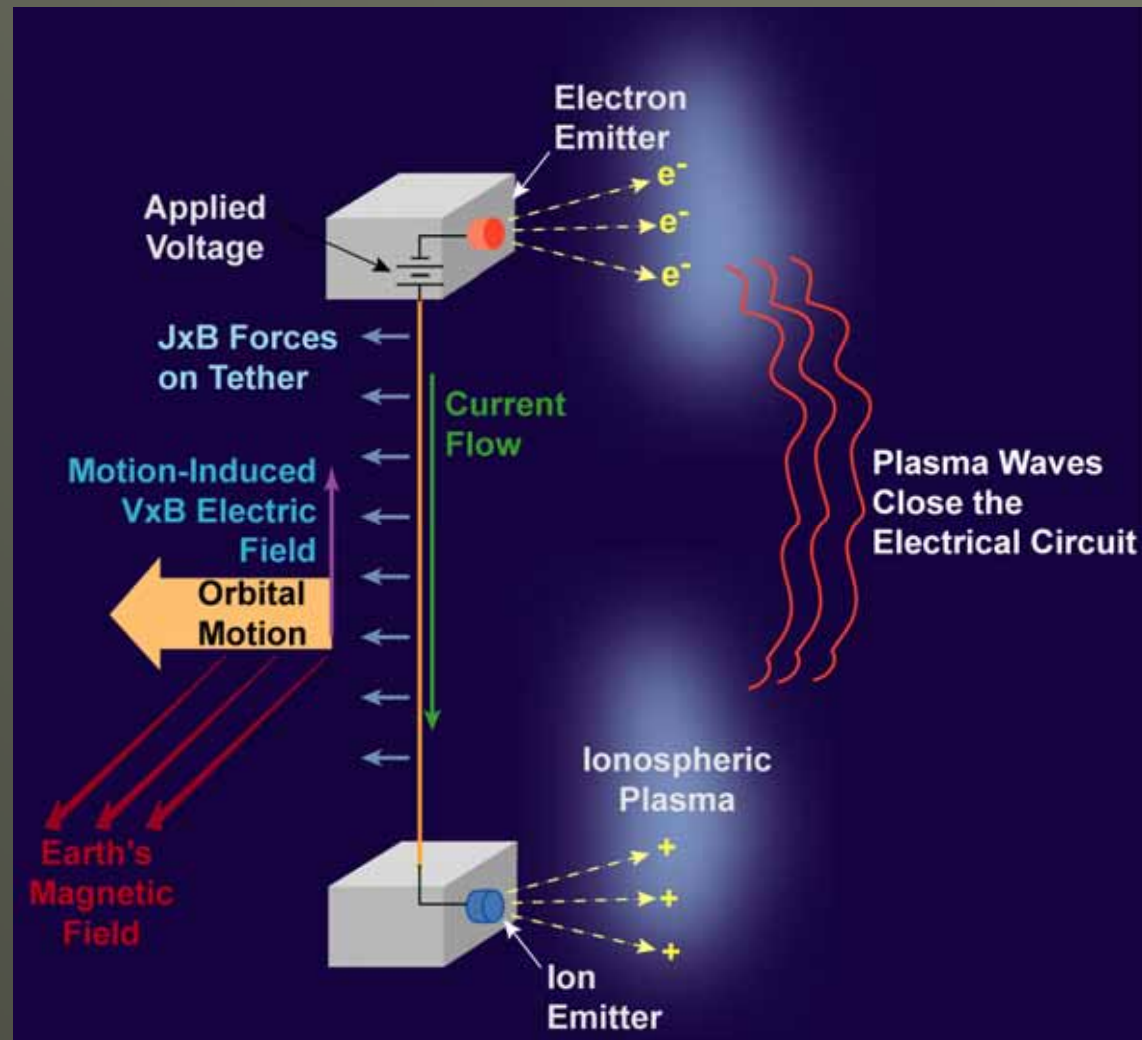 Electron
Emitter
e⁻
e⁻
e⁻
Applied
Voltage
JxB Forces
on Tether
Current
Flow
Motion-Induced
VxB Electric
Field
Orbital
Motion
Plasma Waves
Close the
Electrical Circuit
Earth's
Magnetic
Field
Ionospheric
Plasma
+
+
+
Ion
Emitter